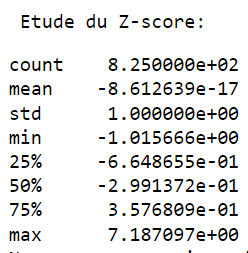 Etude du Z-score:
count 8.250000e+02
mean -8.612639e-17
std 1.000000e+00
min -1.015666e+00
25% -6.648655e-01
50% -2.991372e-01
75% 3.576809e-01
max 7.187097e+00